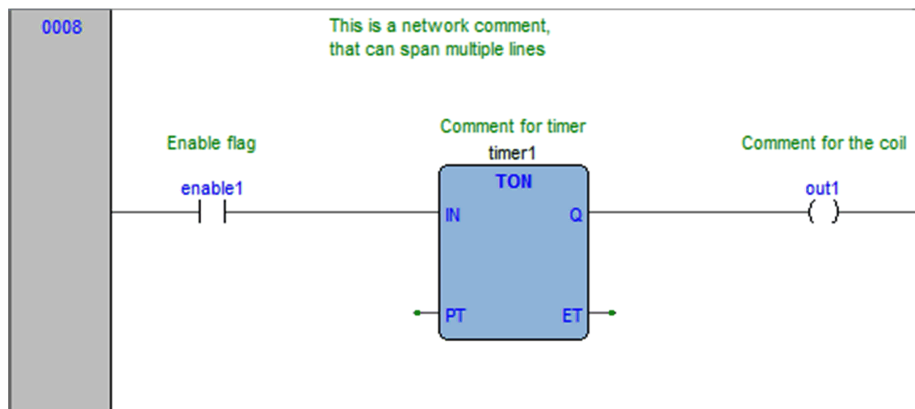 0008
This is a network comment,
that can span multiple lines
Enable flag
Comment for timer
Comment for the coil
timer1
enable1
TON
out1
IN
Q
PT
ET